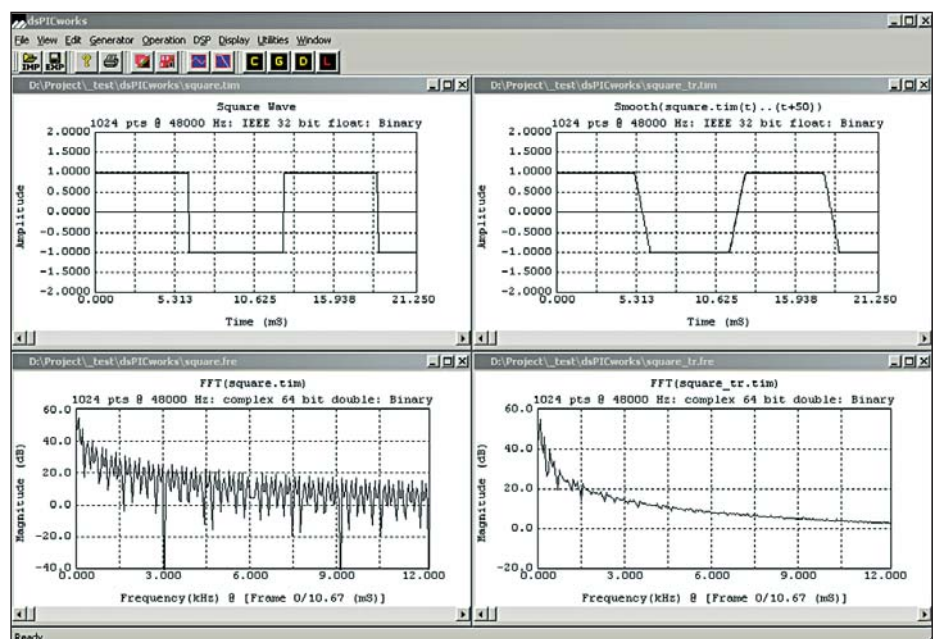 dsPICworks
File View Edit Generator Operation DSP Display Utilities Window
IMP EXP ? C G D L
D:\Project\_test\dsPICworks\square.tim
Square Wave
1024 pts @ 48000 Hz: IEEE 32 bit float: Binary
2.0000
1.5000
1.0000
0.5000
0.0000
-0.5000
-1.0000
-1.5000
-2.0000
Amplitude
0.000 5.313 10.625 15.938 21.250
Time (mS)
D:\Project\_test\dsPICworks\square_tr.tim
Smooth(square.tim(t)..(t+50))
1024 pts @ 48000 Hz: IEEE 32 bit float: Binary
2.0000
1.5000
1.0000
0.5000
0.0000
-0.5000
-1.0000
-1.5000
-2.0000
Amplitude
0.000 5.313 10.625 15.938 21.250
Time (mS)
D:\Project\_test\dsPICworks\square.fre
FFT(square.tim)
1024 pts @ 48000 Hz: complex 64 bit double: Binary
60.0
40.0
20.0
0.0
-20.0
-40.0
Magnitude (dB)
0.000 3.000 6.000 9.000 12.000
Frequency(kHz) @ [Frame 0/10.67 (mS)]
D:\Project\_test\dsPICworks\square_tr.fre
FFT(square_tr.tim)
1024 pts @ 48000 Hz: complex 64 bit double: Binary
60.0
40.0
20.0
0.0
-20.0
Magnitude (dB)
0.000 3.000 6.000 9.000 12.000
Frequency(kHz) @ [Frame 0/10.67 (mS)]
Ready